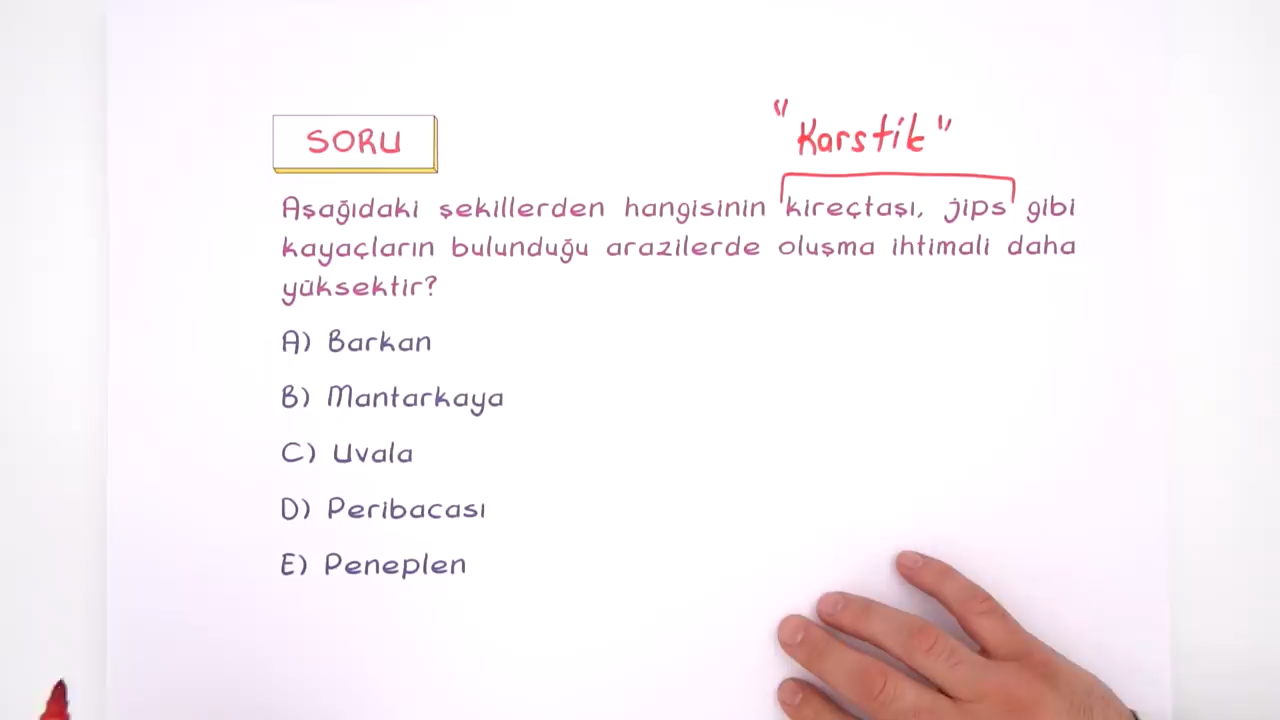 "Karstik"
SORU
Aşağıdaki şekillerden hangisinin kireçtaşı, jips gibi
kayaçların bulunduğu arazilerde oluşma ihtimali daha
yüksektir?
A) Barkan
B) Mantarkaya
C) Uvala
D) Peribacası
E) Peneplen